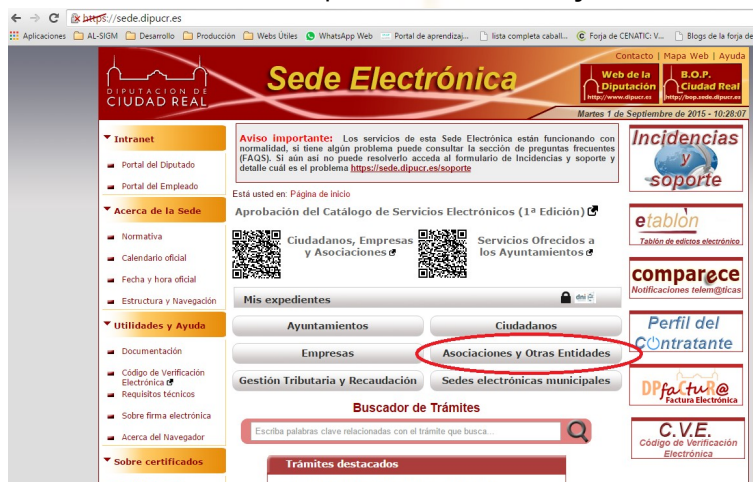 https://sede.dipucr.es
Aplicaciones AL-SIGM Desarrollo Producción Webs Útiles WhatsApp Web Portal de aprendizaj... lista completa caball... Forja de CENATIC: V... Blogs de la forja de
DIPUTACION DE
CIUDAD REAL
Sede Electrónica
Contacto | Mapa Web | Ayuda
Web de la
Diputación
http://www.dipucr.es
B.O.P.
Ciudad Real
http://bop.sede.dipucr.es
Martes 1 de Septiembre de 2015 - 10:28:07
Intranet
Portal del Diputado
Portal del Empleado
Acerca de la Sede
Normativa
Calendario oficial
Fecha y hora oficial
Estructura y Navegación
Utilidades y Ayuda
Documentación
Código de Verificación
Electrónica
Requisitos técnicos
Sobre firma electrónica
Acerca del Navegador
Sobre certificados
Aviso importante: Los servicios de esta Sede Electrónica están funcionando con
normalidad, si tiene algún problema puede consultar la sección de preguntas frecuentes
(FAQS). Si aún así no puede resolverlo acceda al formulario de Incidencias y soporte y
detalle cuál es el problema https://sede.dipucr.es/soporte
Está usted en: Página de inicio
Aprobación del Catálogo de Servicios Electrónicos (1ª Edición)
Ciudadanos, Empresas
y Asociaciones
Servicios Ofrecidos a
los Ayuntamientos
Mis expedientes
dni e
Ayuntamientos
Ciudadanos
Empresas
Asociaciones y Otras Entidades
Gestión Tributaria y Recaudación
Sedes electrónicas municipales
Buscador de Trámites
Escriba palabras clave relacionadas con el trámite que busca...
Trámites destacados
Incidencias
y
soporte
etablón
Tablón de edictos electrónico
comparece
Notificaciones telem@ticas
Perfil del
Contratante
DPfactur@
Factura Electrónica
C.V.E.
Código de Verificación
Electrónica